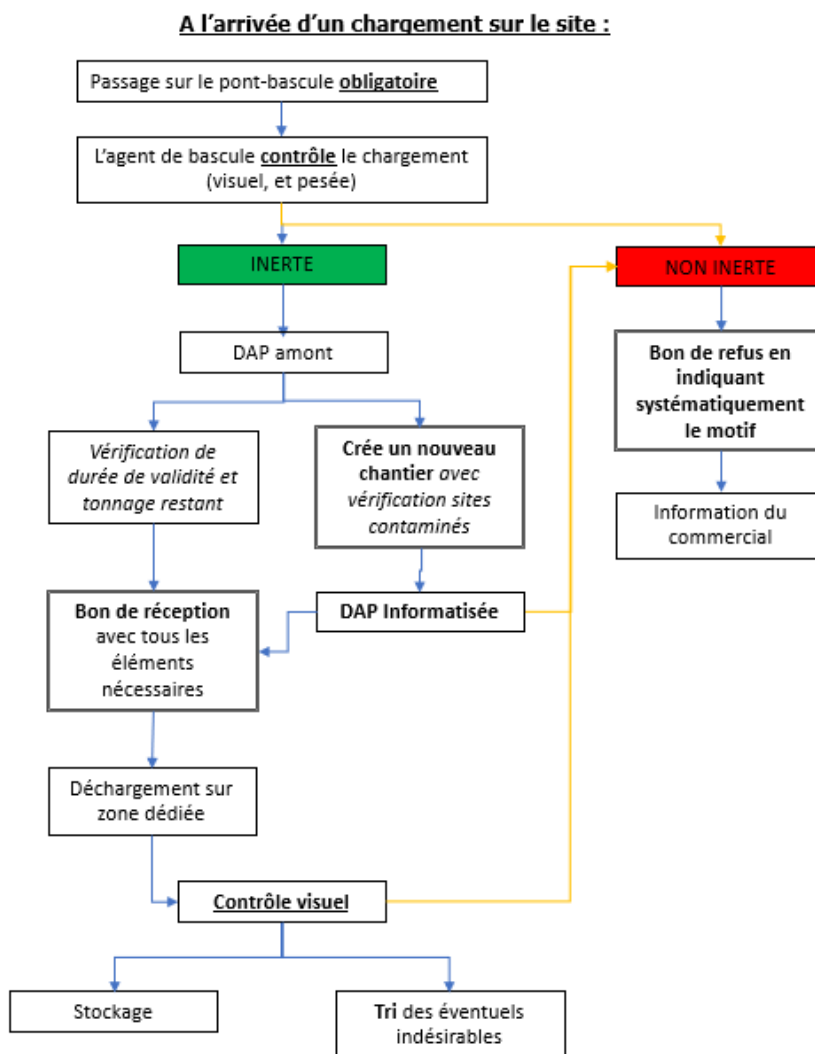 A l'arrivée d'un chargement sur le site :
Passage sur le pont-bascule obligatoire
L'agent de bascule contrôle le chargement
(visuel, et pesée)
INERTE
NON INERTE
DAP amont
Bon de refus en
indiquant
systématiquement
le motif
Vérification de
durée de validité et
tonnage restant
Crée un nouveau
chantier avec
vérification sites
contaminés
Information du
commercial
Bon de réception
avec tous les
éléments
nécessaires
DAP Informatisée
Déchargement sur
zone dédiée
Contrôle visuel
Stockage
Tri des éventuels
indésirables